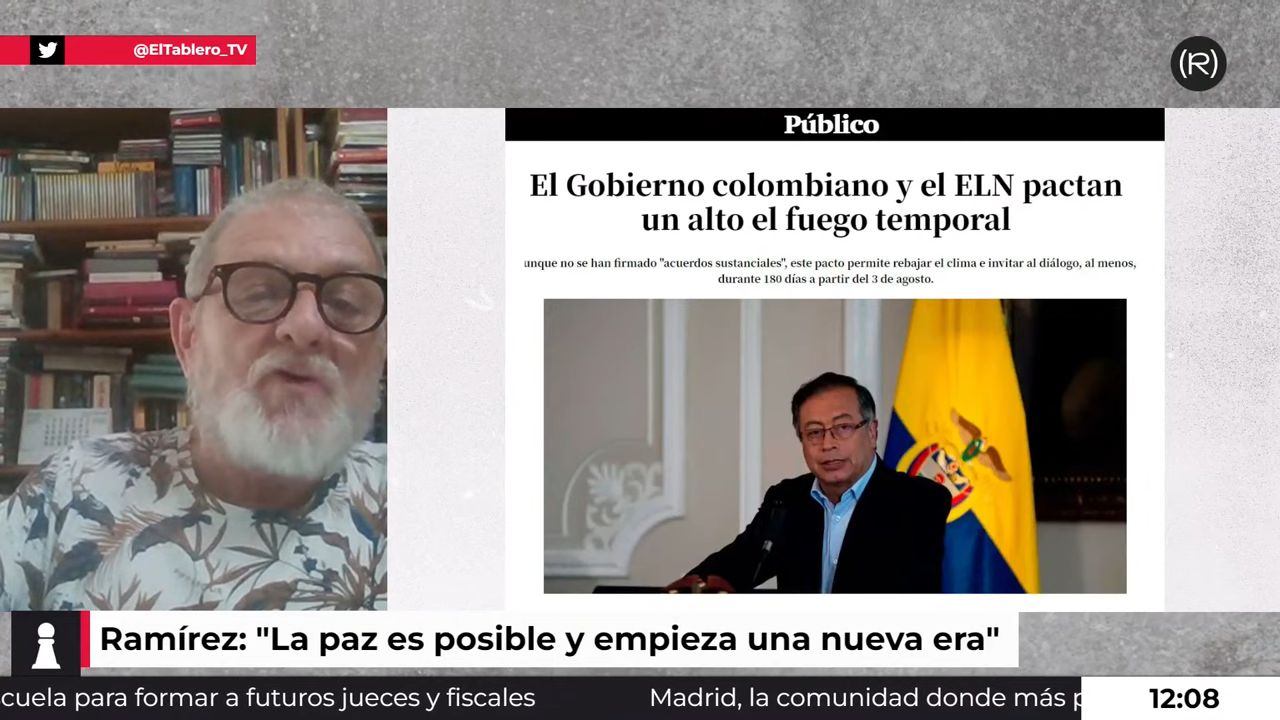 @ElTablero_TV
(R)
Público
El Gobierno colombiano y el ELN pactan
un alto el fuego temporal
unque no se han firmado "acuerdos sustanciales", este pacto permite rebajar el clima e invitar al diálogo, al menos,
durante 180 días a partir del 3 de agosto.
Ramírez: "La paz es posible y empieza una nueva era"
cuela para formar a futuros jueces y fiscales
Madrid, la comunidad donde más p
12:08